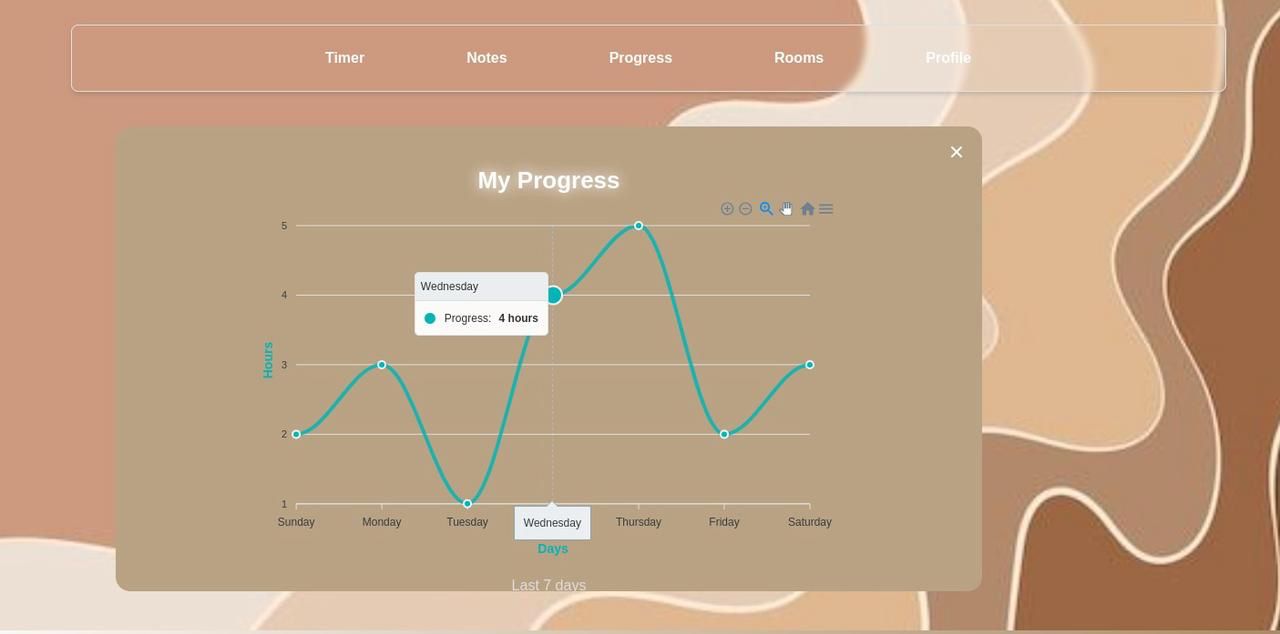 Timer Notes Progress Rooms Profile
My Progress
5
4
3
2
1
Hours
Wednesday
Progress: 4 hours
Sunday Monday Tuesday Wednesday Thursday Friday Saturday
Days
Last 7 days